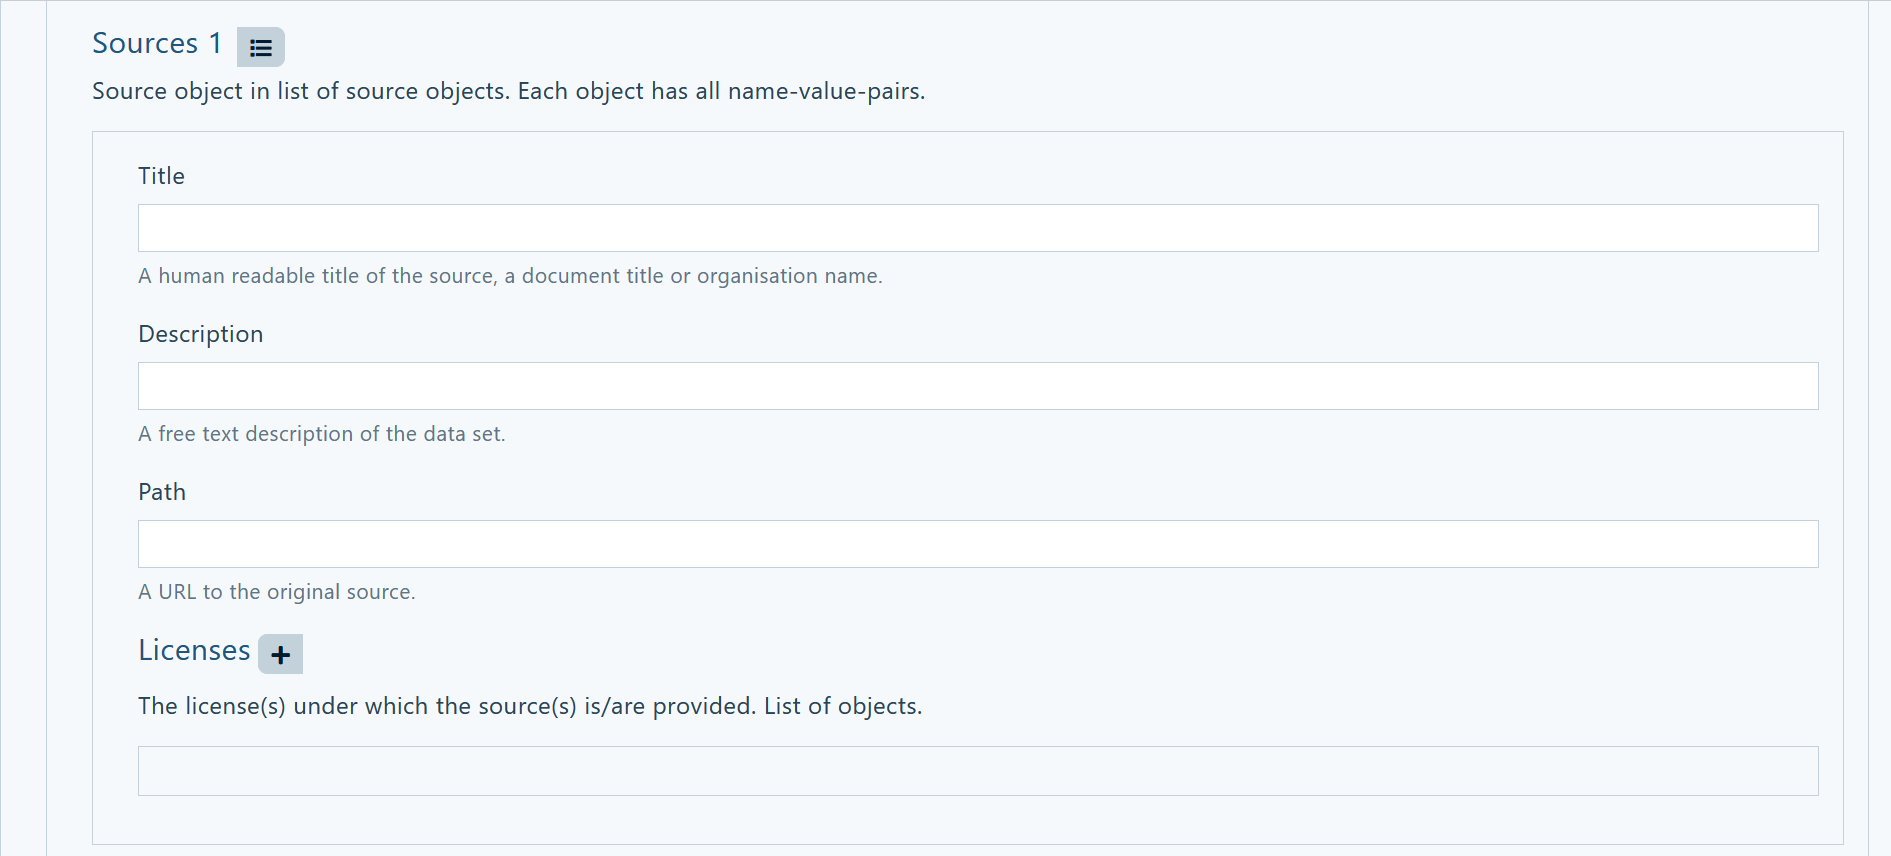 Sources 1
Source object in list of source objects. Each object has all name-value-pairs.
Title
A human readable title of the source, a document title or organisation name.
Description
A free text description of the data set.
Path
A URL to the original source.
Licenses
The license(s) under which the source(s) is/are provided. List of objects.